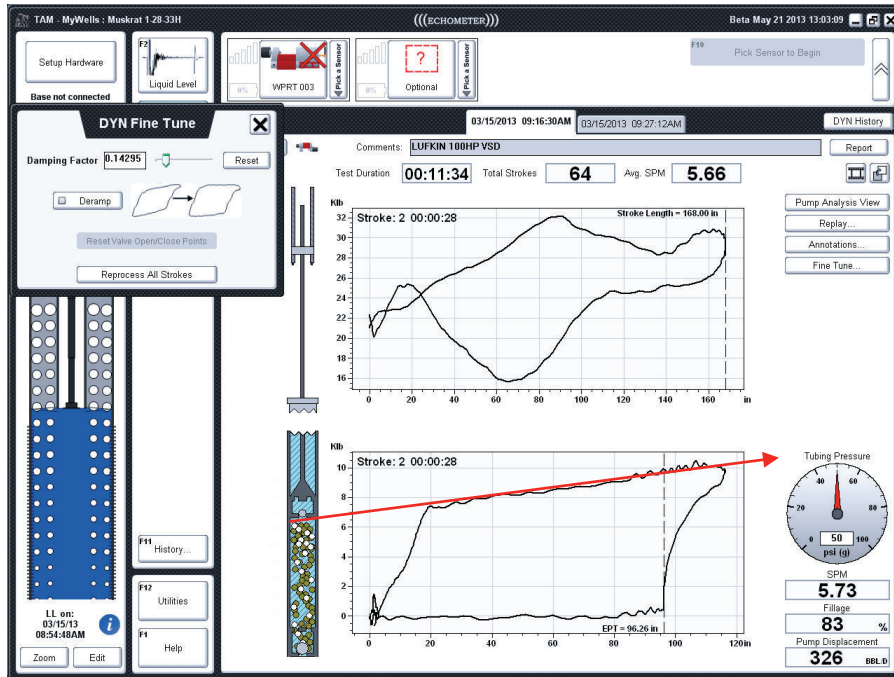 TAM - MyWells : Muskrat 1-28-33H
(((ECHOMETER)))
Beta May 21 2013 13:03:09
Setup Hardware
Base not connected
F2
Liquid Level
0%
WPRT 003
Pick a Sensor
0%
?
Optional
Pick a Sensor
F10
Pick Sensor to Begin
DYN Fine Tune
Damping Factor 0.14295 Reset
Deramp
Reset Valve Open/Close Points
Reprocess All Strokes
03/15/2013 09:16:30AM
03/15/2013 09:27:12AM
DYN History
Comments: LUFKIN 100HP VSD
Report
Test Duration 00:11:34 Total Strokes 64 Avg. SPM 5.66
Pump Analysis View
Replay...
Annotations...
Fine Tune...
Klb
Stroke: 2 00:00:28
Stroke Length = 168.00 in
32
30
28
26
24
22
20
18
16
0 20 40 60 80 100 120 140 160 in
Klb
Stroke: 2 00:00:28
10
8
6
4
2
0
EPT = 96.26 in
0 20 40 60 80 100 120in
Tubing Pressure
0 20 40 60 80 100
50
psi (g)
SPM
5.73
Fillage
83 %
Pump Displacement
326 BBL/D
F11
History...
F12
Utilities
F1
Help
LL on:
03/15/13
08:54:48AM
i
Zoom
Edit